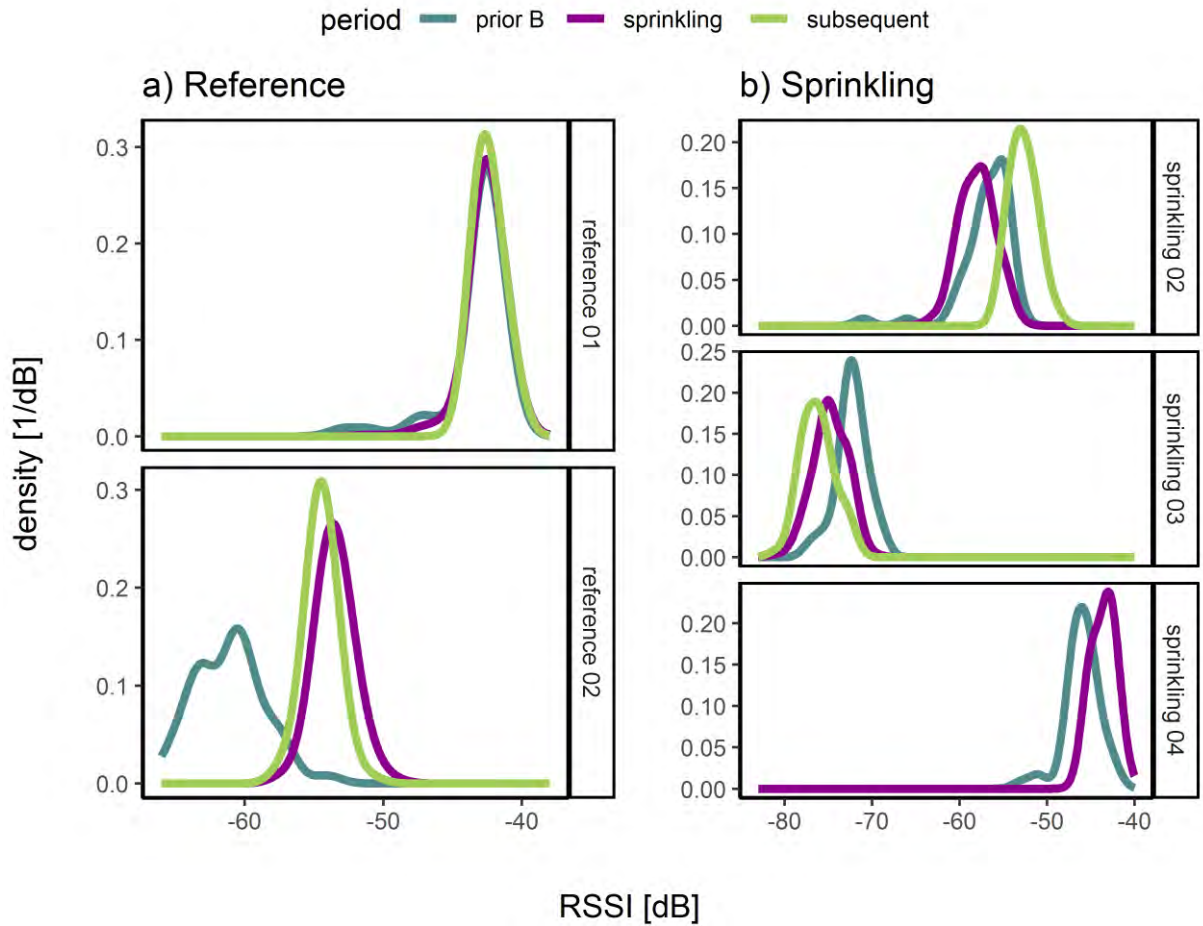 period prior B sprinkling subsequent
a) Reference
b) Sprinkling
density [1/dB]
0.3
0.2
0.1
0.0
reference 01
0.3
0.2
0.1
0.0
reference 02
-60 -50 -40
0.20
0.15
0.10
0.05
0.00
sprinkling 02
0.25
0.20
0.15
0.10
0.05
0.00
sprinkling 03
0.20
0.15
0.10
0.05
0.00
sprinkling 04
-80 -70 -60 -50 -40
RSSI [dB]